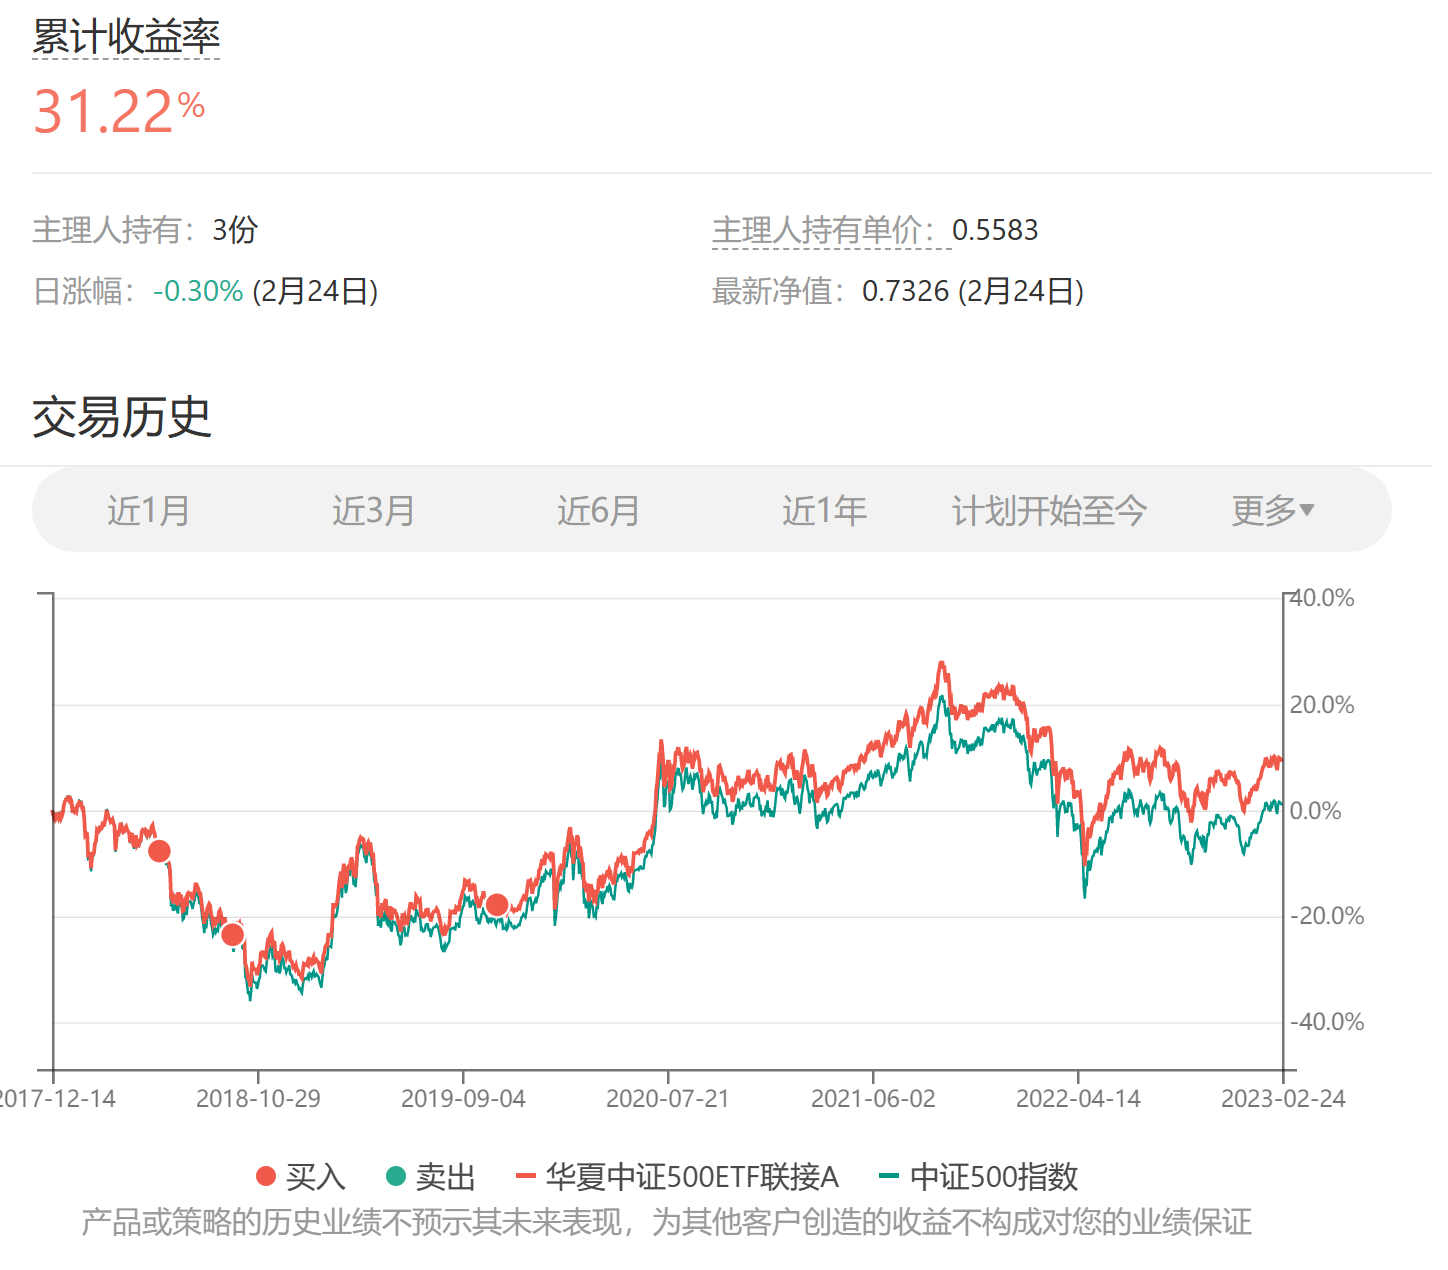 累计收益率
31.22%
主理人持有：3份
主理人持有单价：0.5583
日涨幅：-0.30% (2月24日)
最新净值：0.7326 (2月24日)
交易历史
近1月 近3月 近6月 近1年 计划开始至今 更多▾
40.0%
20.0%
0.0%
-20.0%
-40.0%
2017-12-14 2018-10-29 2019-09-04 2020-07-21 2021-06-02 2022-04-14 2023-02-24
买入 卖出 华夏中证500ETF联接A 中证500指数
产品或策略的历史业绩不预示其未来表现，为其他客户创造的收益不构成对您的业绩保证